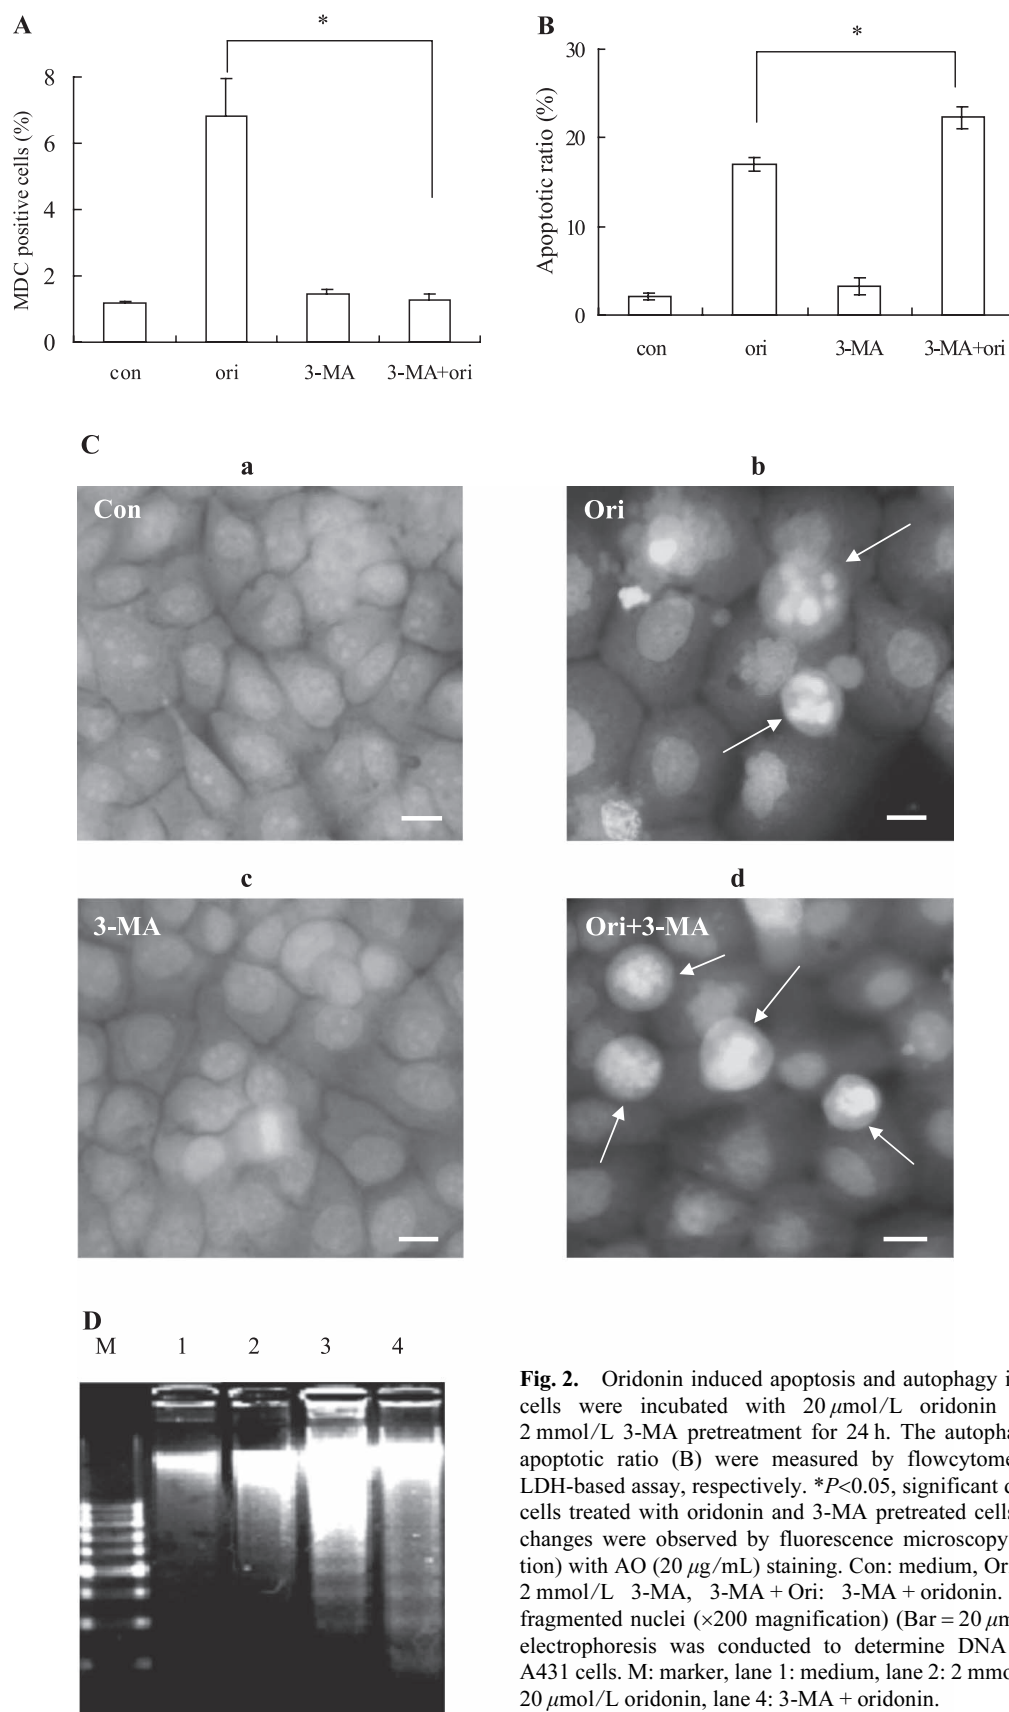 A
*
8
6
4
2
0
MDC positive cells (%)
con ori 3-MA 3-MA+ori
B
*
30
20
10
0
Apoptotic ratio (%)
con ori 3-MA 3-MA+ori
C
a b
Con Ori
c d
3-MA Ori+3-MA
D
M 1 2 3 4
Fig. 2. Oridonin induced apoptosis and autophagy i
cells were incubated with 20 μmol/L oridonin
2 mmol/L 3-MA pretreatment for 24 h. The autopha
apoptotic ratio (B) were measured by flowcytome
LDH-based assay, respectively. *P<0.05, significant d
cells treated with oridonin and 3-MA pretreated cells
changes were observed by fluorescence microscopy
tion) with AO (20 μg/mL) staining. Con: medium, Or
2 mmol/L 3-MA, 3-MA + Ori: 3-MA + oridonin.
fragmented nuclei (×200 magnification) (Bar = 20 μm
electrophoresis was conducted to determine DNA
A431 cells. M: marker, lane 1: medium, lane 2: 2 mmo
20 μmol/L oridonin, lane 4: 3-MA + oridonin.